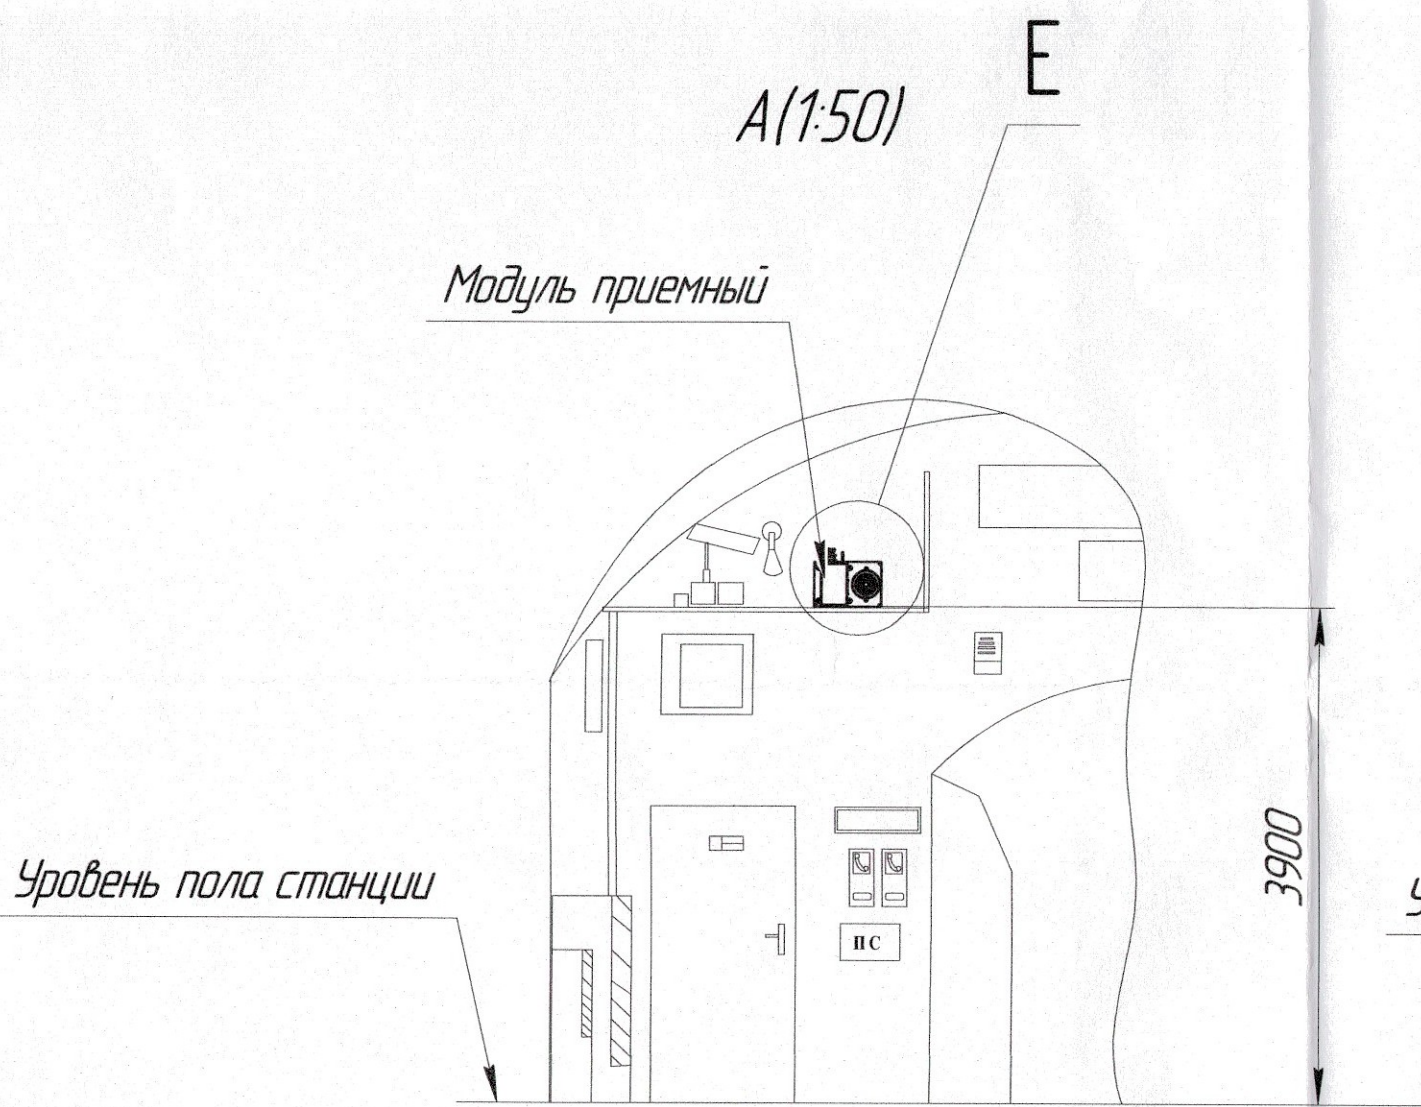 Е
А(1:50)
Модуль приемный
3900
Уровень пола станции
ПС